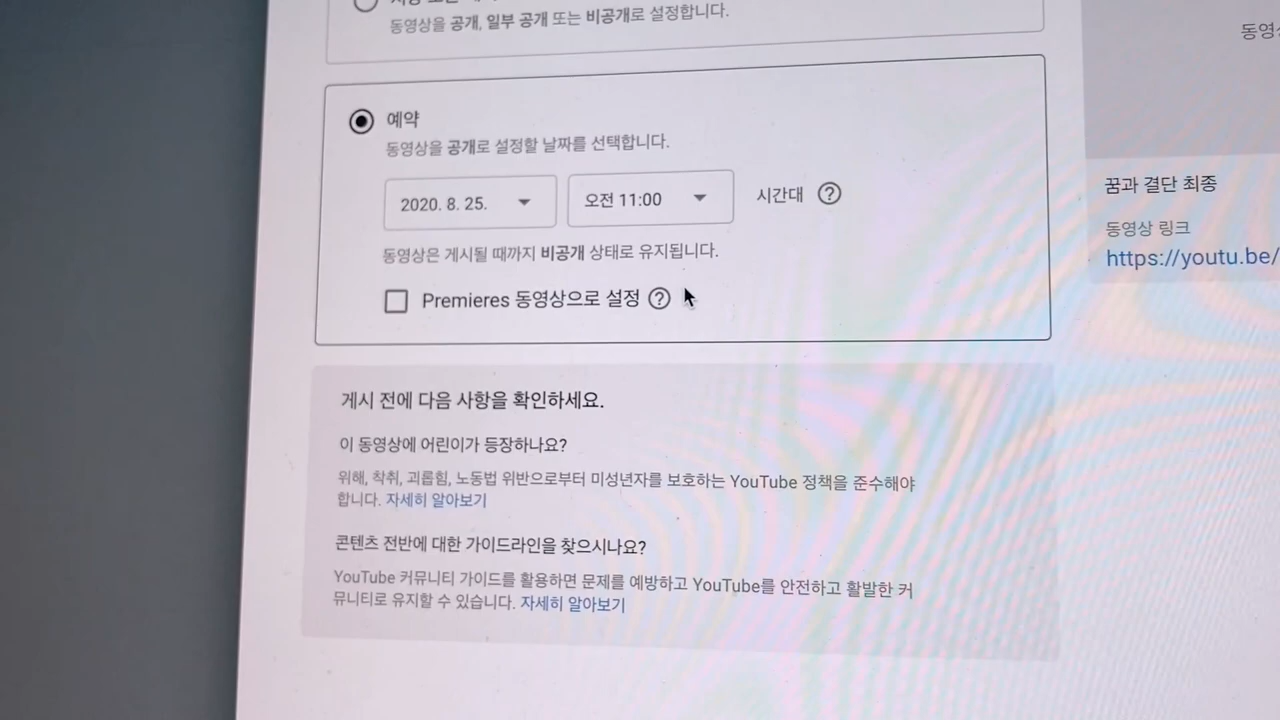 동영상을 공개, 일부 공개 또는 비공개로 설정합니다.
예약
동영상을 공개로 설정할 날짜를 선택합니다.
2020. 8. 25.
오전 11:00
시간대
동영상은 게시될 때까지 비공개 상태로 유지됩니다.
Premieres 동영상으로 설정
게시 전에 다음 사항을 확인하세요.
이 동영상에 어린이가 등장하나요?
위해, 착취, 괴롭힘, 노동법 위반으로부터 미성년자를 보호하는 YouTube 정책을 준수해야
합니다. 자세히 알아보기
콘텐츠 전반에 대한 가이드라인을 찾으시나요?
YouTube 커뮤니티 가이드를 활용하면 문제를 예방하고 YouTube를 안전하고 활발한 커
뮤니티로 유지할 수 있습니다. 자세히 알아보기
꿈과 결단 최종
동영상 링크
https://youtu.be/